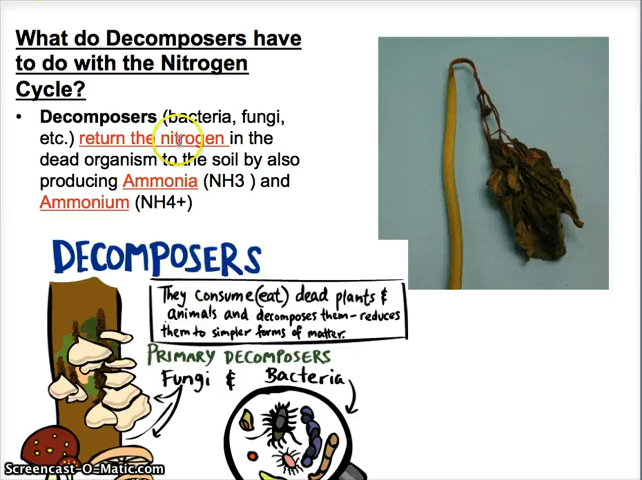 What do Decomposers have
to do with the Nitrogen
Cycle?
• Decomposers (bacteria, fungi,
etc.) return the nitrogen in the
dead organism to the soil by also
producing Ammonia (NH3 ) and
Ammonium (NH4+)
DECOMPOSERS
They consume (eat) dead plants &
animals and decomposes them - reduces
them to simpler forms of matter.
PRIMARY DECOMPOSERS
Fungi & Bacteria
Screencast-O-Matic.com